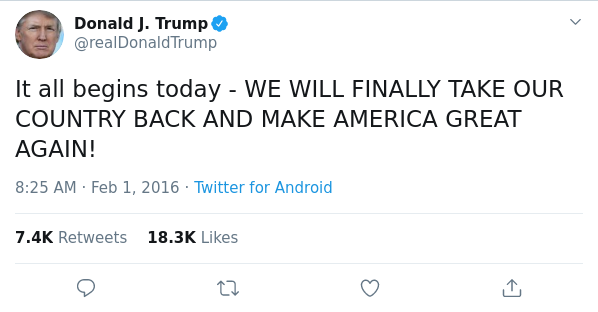 Donald J. Trump
@realDonaldTrump
It all begins today - WE WILL FINALLY TAKE OUR
COUNTRY BACK AND MAKE AMERICA GREAT
AGAIN!
8:25 AM · Feb 1, 2016 · Twitter for Android
7.4K Retweets 18.3K Likes